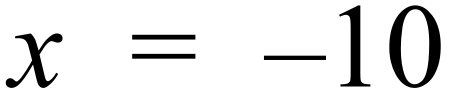 x = −10